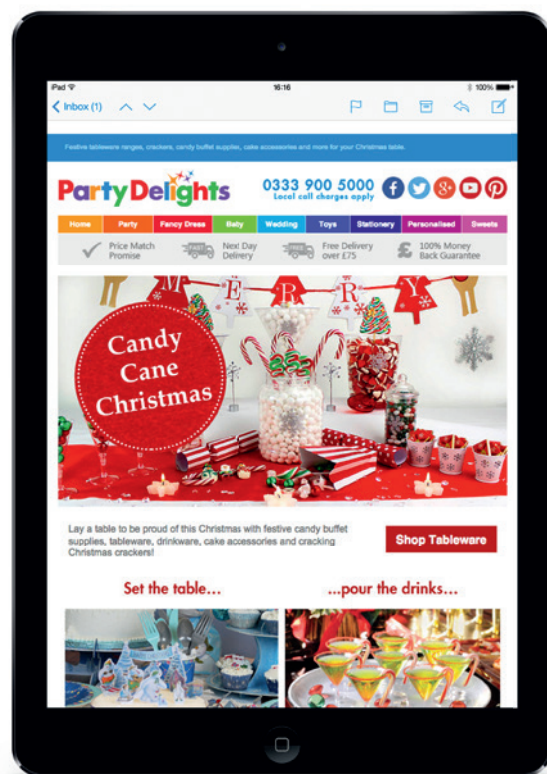 iPad
16:16
100%
Inbox (1)
Festive tableware ranges, crackers, candy buffet supplies, cake accessories and more for your Christmas table.
Party Delights
0333 900 5000
Local call charges apply
Home Party Fancy Dress Baby Wedding Toys Stationery Personalised Sweets
Price Match
Promise
FAST
Next Day
Delivery
FREE
Free Delivery
over £75
£
100% Money
Back Guarantee
MERRY
Candy
Cane
Christmas
Lay a table to be proud of this Christmas with festive candy buffet
supplies, tableware, drinkware, cake accessories and cracking
Christmas crackers!
Shop Tableware
Set the table...
...pour the drinks...